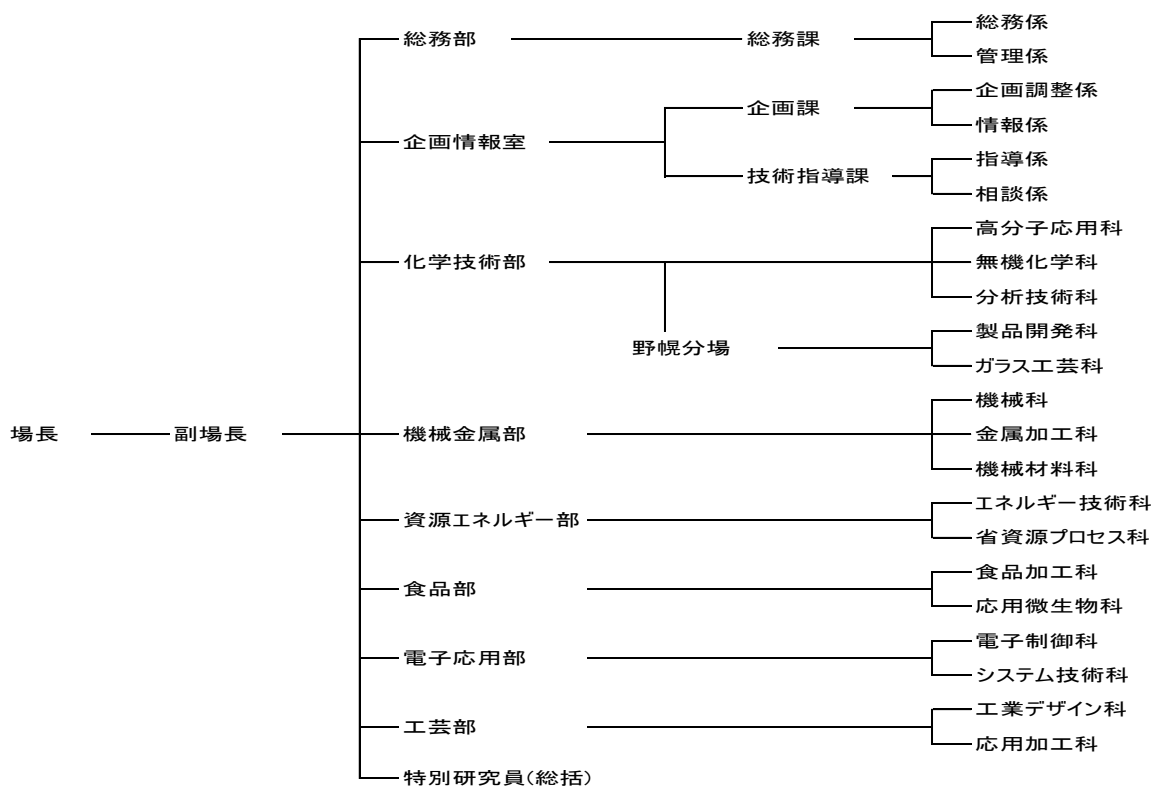 総務係
総務部 総務課
管理係
企画調整係
企画課
情報係
企画情報室
指導係
技術指導課
相談係
高分子応用科
化学技術部 無機化学科
分析技術科
製品開発科
野幌分場
ガラス工芸科
機械科
場長 副場長 機械金属部 金属加工科
機械材料科
エネルギー技術科
資源エネルギー部
省資源プロセス科
食品加工科
食品部
応用微生物科
電子制御科
電子応用部
システム技術科
工業デザイン科
工芸部
応用加工科
特別研究員(総括)